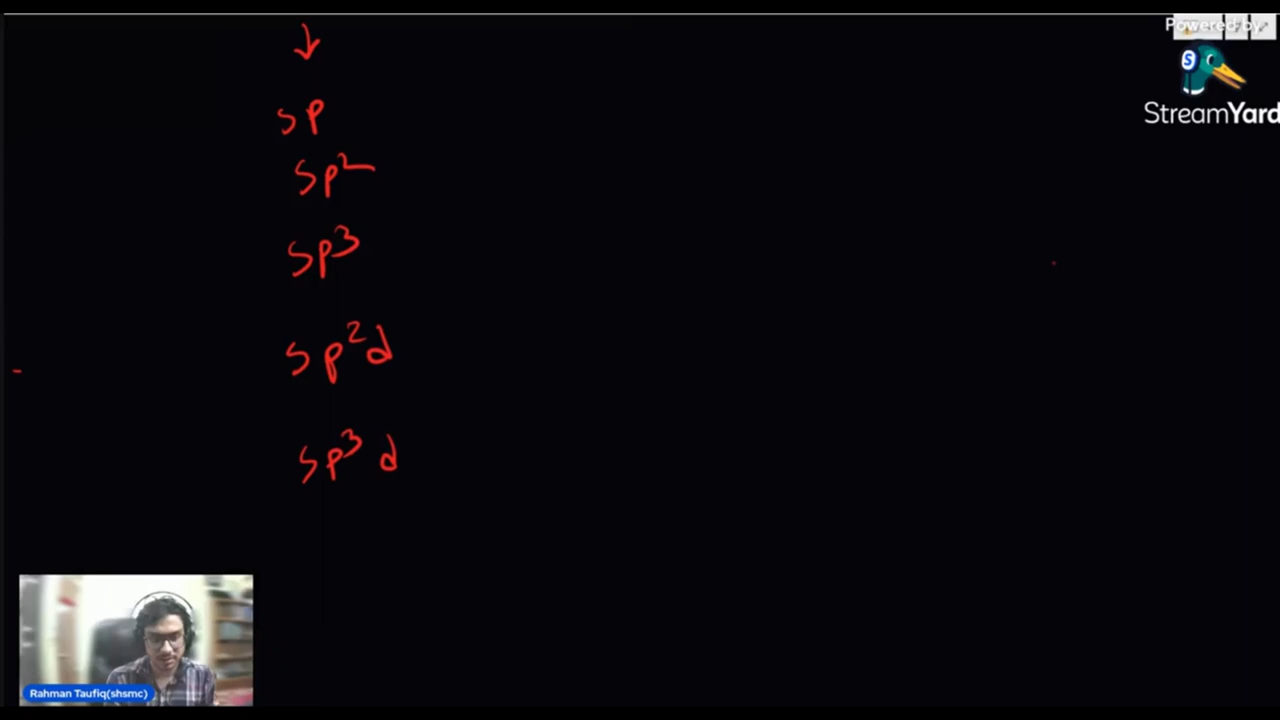 Powered by
StreamYard
↓
sp
sp²
sp³
sp²d
sp³d
Rahman Taufiq(shsmc)